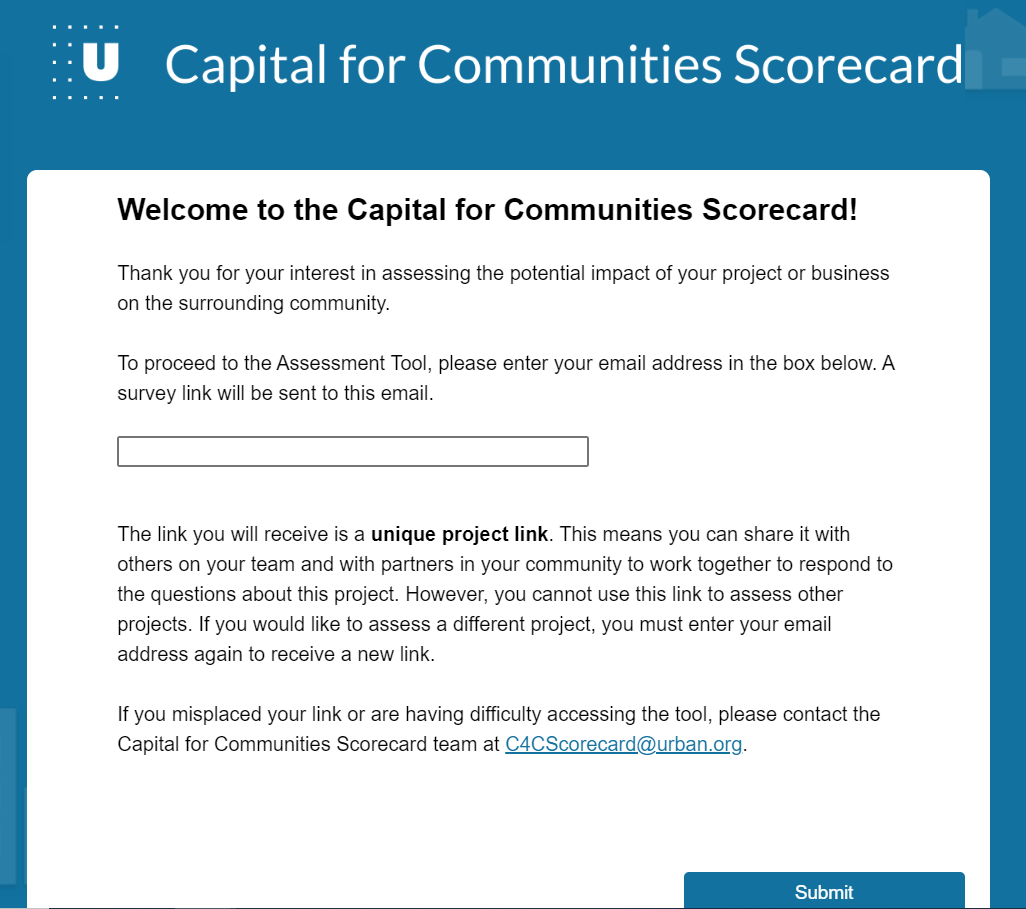 U Capital for Communities Scorecard
Welcome to the Capital for Communities Scorecard!
Thank you for your interest in assessing the potential impact of your project or business
on the surrounding community.
To proceed to the Assessment Tool, please enter your email address in the box below. A
survey link will be sent to this email.
The link you will receive is a unique project link. This means you can share it with
others on your team and with partners in your community to work together to respond to
the questions about this project. However, you cannot use this link to assess other
projects. If you would like to assess a different project, you must enter your email
address again to receive a new link.
If you misplaced your link or are having difficulty accessing the tool, please contact the
Capital for Communities Scorecard team at C4CScorecard@urban.org.
Submit